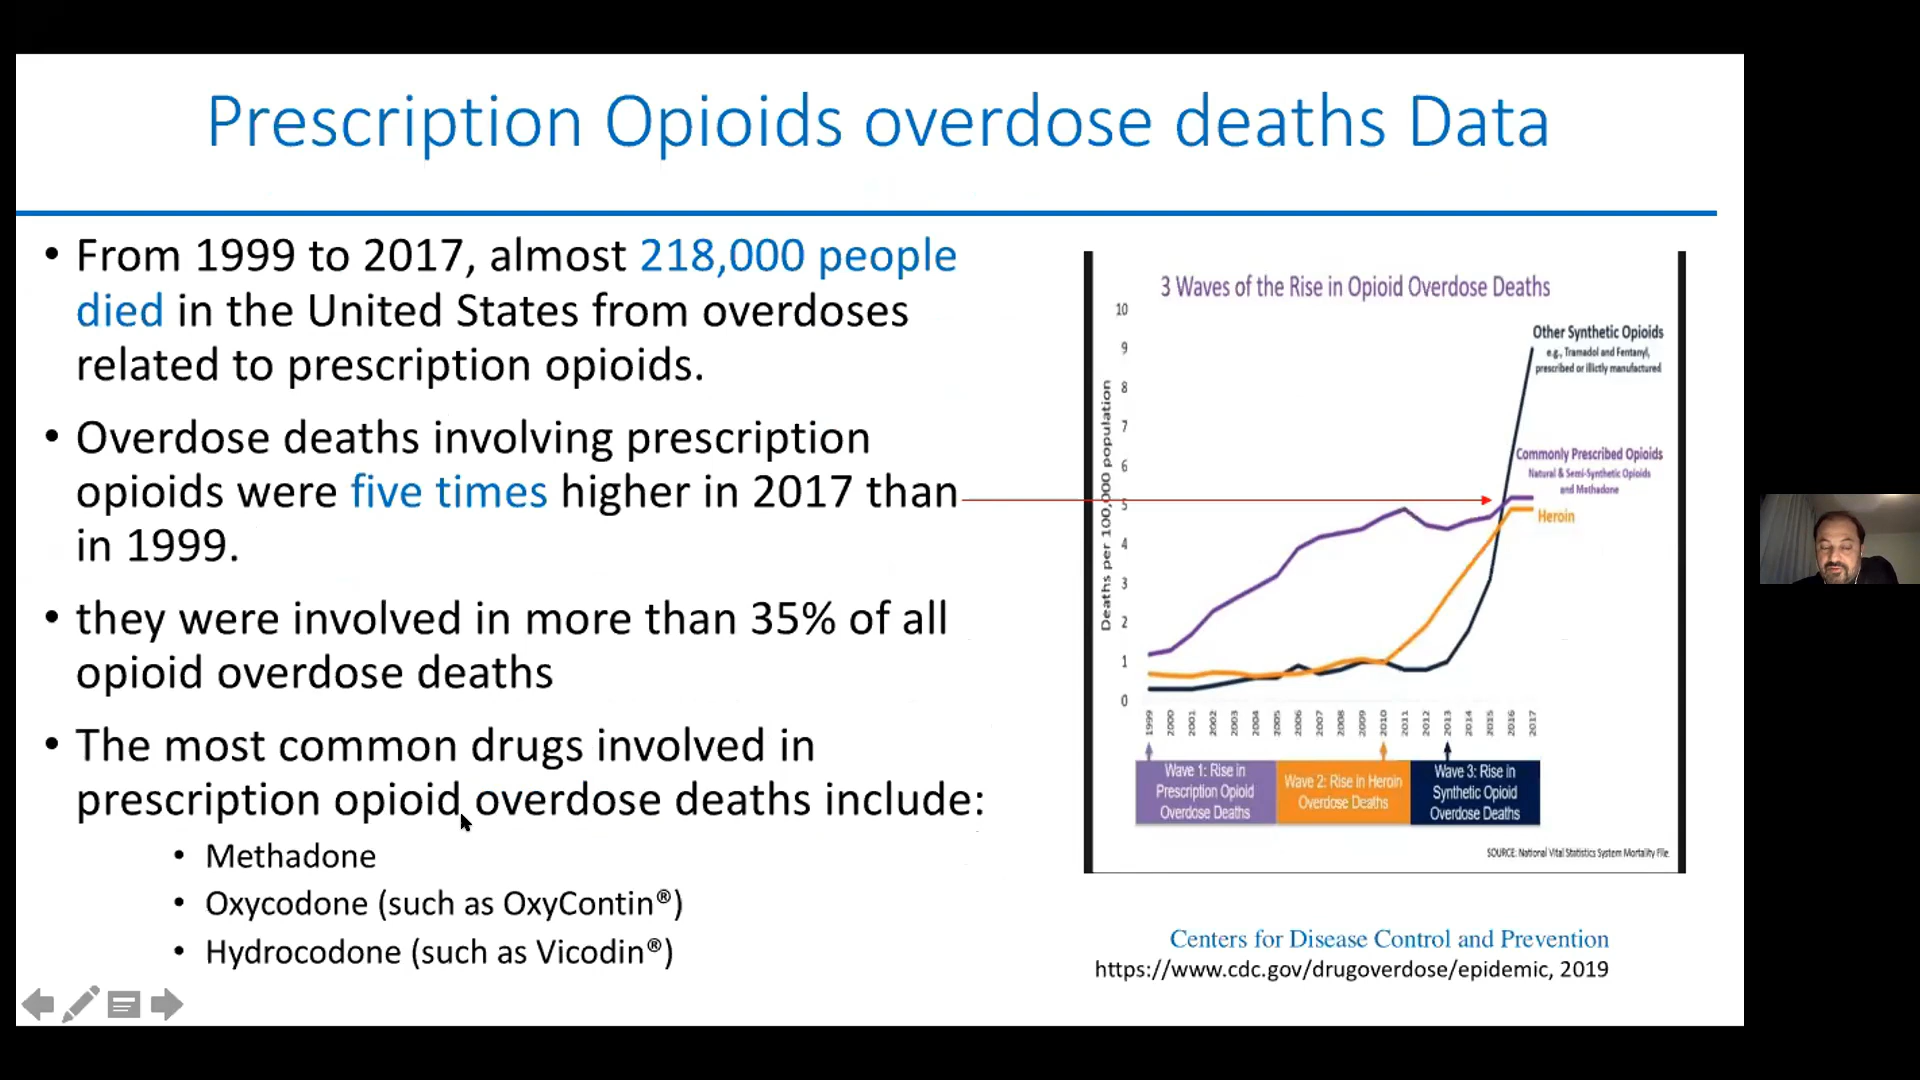 Prescription Opioids overdose deaths Data
• From 1999 to 2017, almost 218,000 people
died in the United States from overdoses
related to prescription opioids.
• Overdose deaths involving prescription
opioids were five times higher in 2017 than
in 1999.
• they were involved in more than 35% of all
opioid overdose deaths
• The most common drugs involved in
prescription opioid overdose deaths include:
• Methadone
• Oxycodone (such as OxyContin®)
• Hydrocodone (such as Vicodin®)
3 Waves of the Rise in Opioid Overdose Deaths
Deaths per 100,000 population
10
9
8
7
6
5
4
3
2
1
0
Other Synthetic Opioids
e.g., Tramadol and Fentanyl,
prescribed or illicitly manufactured
Commonly Prescribed Opioids
Natural & Semi-Synthetic Opioids
and Methadone
Heroin
1999 2000 2001 2002 2003 2004 2005 2006 2007 2008 2009 2010 2011 2012 2013 2014 2015 2016 2017
Wave 1: Rise in
Prescription Opioid
Overdose Deaths
Wave 2: Rise in Heroin
Overdose Deaths
Wave 3: Rise in
Synthetic Opioid
Overdose Deaths
SOURCE: National Vital Statistics System Mortality File.
Centers for Disease Control and Prevention
https://www.cdc.gov/drugoverdose/epidemic, 2019